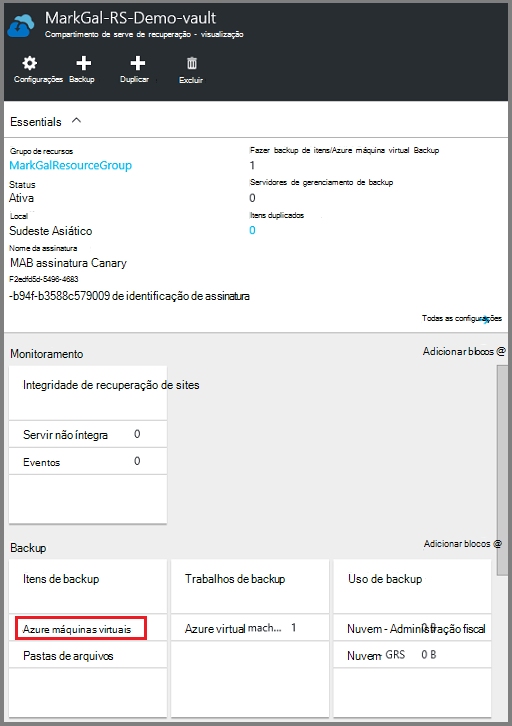 MarkGal-RS-Demo-vault
Compartimento de serve de recuperação - visualização
Configurações Backup Duplicar Excluir
Essentials
Grupo de recursos
MarkGalResourceGroup
Fazer backup de itens/Azure máquina virtual Backup
1
Status
Ativa
Servidores de gerenciamento de backup
0
Local
Sudeste Asiático
Itens duplicados
0
Nome da assinatura
MAB assinatura Canary
F2edfd5d-5496-4683
-b94f-b3588c579009 de identificação de assinatura
Todas as configurações
Monitoramento
Adicionar blocos @
Integridade de recuperação de sites
Servir não íntegra 0
Eventos 0
Backup
Adicionar blocos @
Itens de backup
Azure máquinas virtuais
Pastas de arquivos
Trabalhos de backup
Azure virtual mach... 1
Uso de backup
Nuvem - Administração fiscal 0 B
Nuvem - GRS 0 B